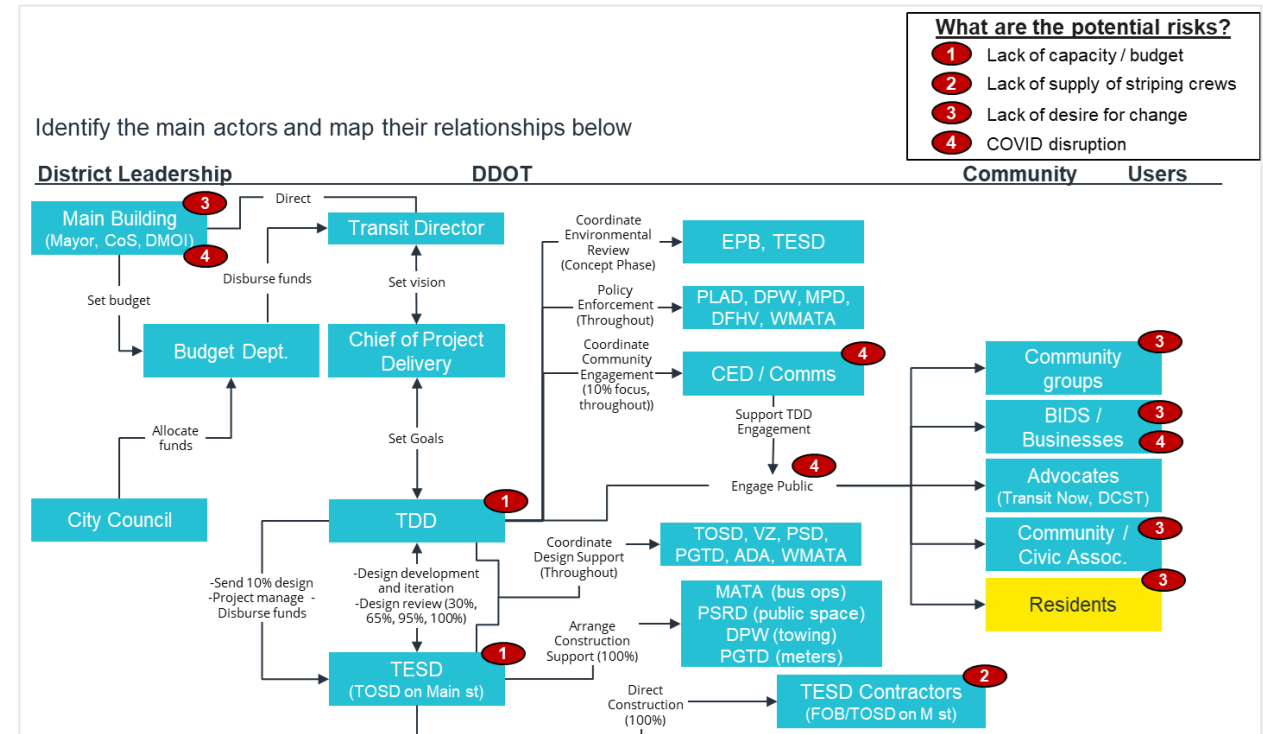 What are the potential risks?
1 Lack of capacity / budget
2 Lack of supply of striping crews
3 Lack of desire for change
4 COVID disruption
Identify the main actors and map their relationships below
District Leadership
DDOT
Community
Users
Main Building
(Mayor, CoS, DMOI)
3
4
Direct
Transit Director
Set budget
Disburse funds
Set vision
Budget Dept.
Chief of Project
Delivery
Allocate
funds
Set Goals
City Council
TDD
1
Coordinate
Environmental
Review
(Concept Phase)
EPB, TESD
Policy
Enforcement
(Throughout)
PLAD, DPW, MPD,
DFHV, WMATA
Coordinate
Community
Engagement
(10% focus,
throughout))
CED / Comms
4
Support TDD
Engagement
4
Engage Public
Community
groups
3
BIDS /
Businesses
3
4
Advocates
(Transit Now, DCST)
Community /
Civic Assoc.
3
Residents
3
-Send 10% design
-Project manage -
Disburse funds
-Design development
and iteration
-Design review (30%,
65%, 95%, 100%)
Coordinate
Design Support
(Throughout)
TOSD, VZ, PSD,
PGTD, ADA, WMATA
Arrange
Construction
Support (100%)
MATA (bus ops)
PSRD (public space)
DPW (towing)
PGTD (meters)
TESD
(TOSD on Main st)
1
Direct
Construction
(100%)
TESD Contractors
(FOB/TOSD on M st)
2